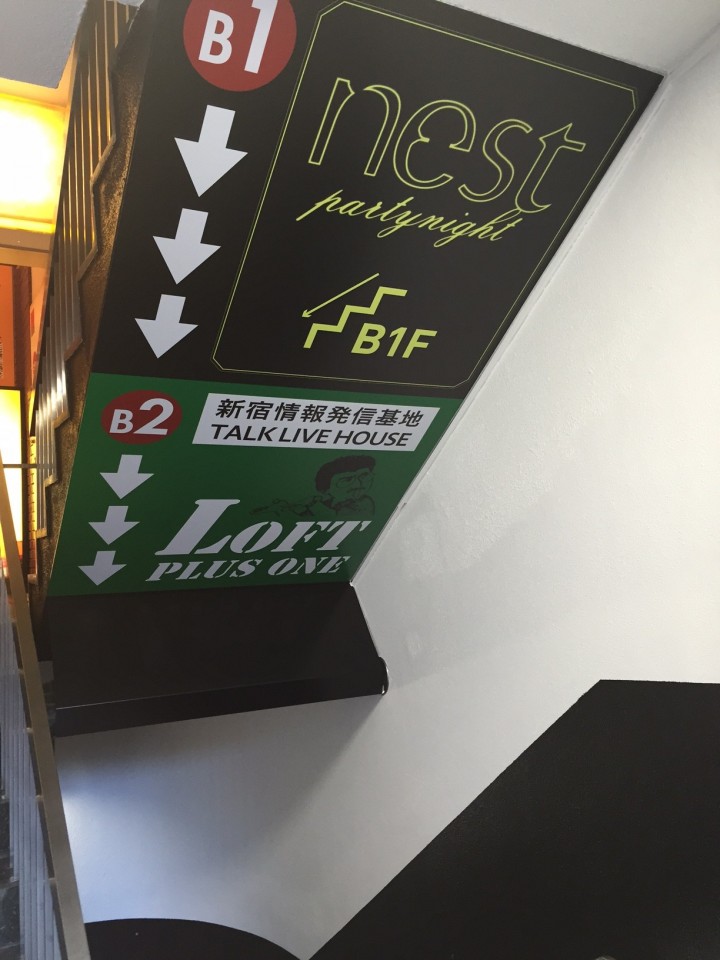 B1
nest
partynight
B1F
B2
新宿情報発信基地
TALK LIVE HOUSE
LOFT
PLUS ONE